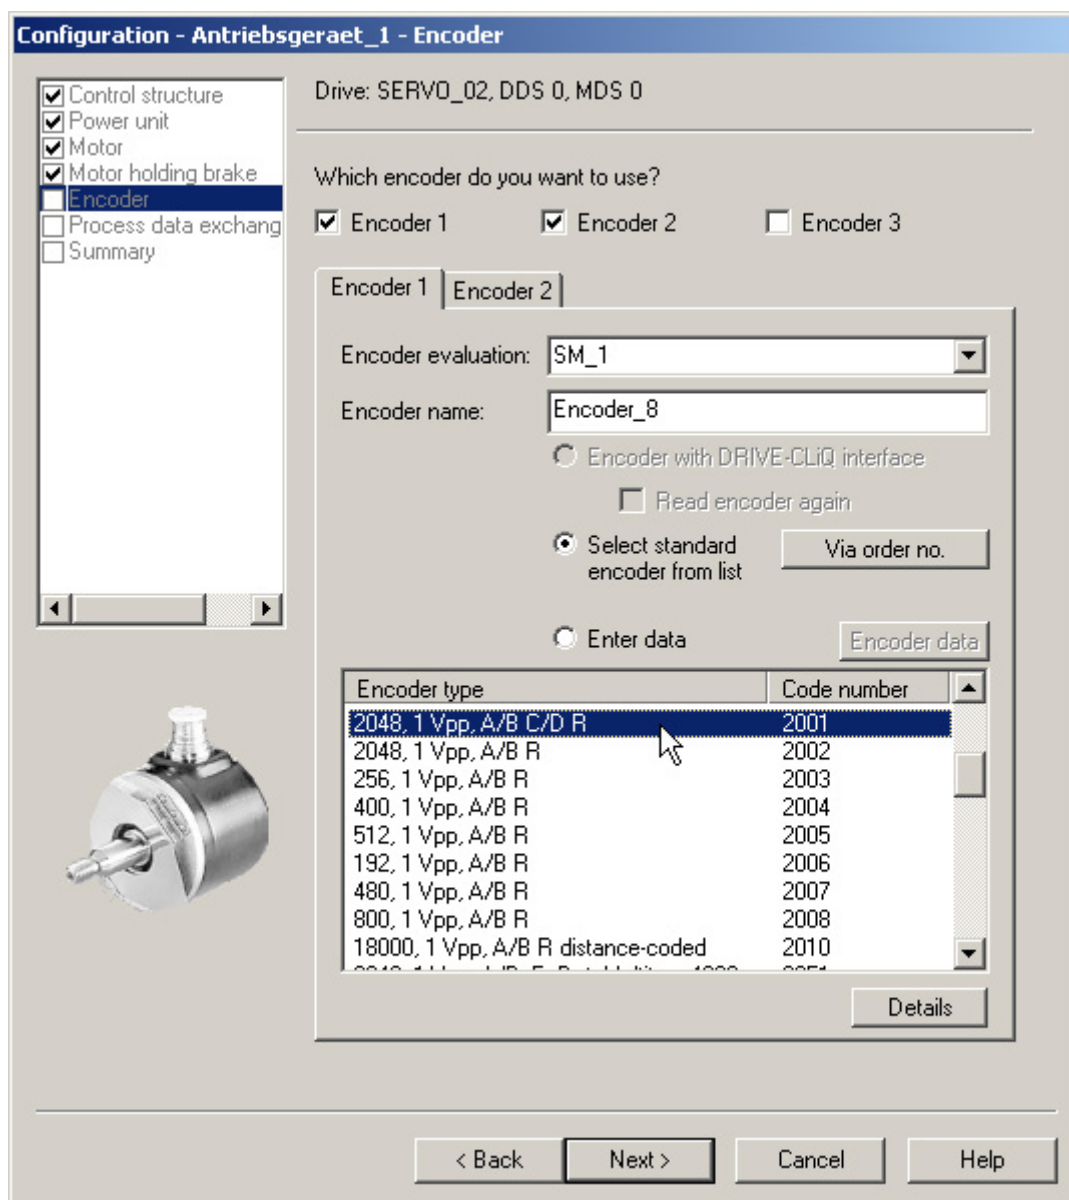 Configuration - Antriebsgeraet_1 - Encoder
Control structure
Power unit
Motor
Motor holding brake
Encoder
Process data exchang
Summary
Drive: SERVO_02, DDS 0, MDS 0
Which encoder do you want to use?
Encoder 1 Encoder 2 Encoder 3
Encoder 1 Encoder 2
Encoder evaluation: SM_1
Encoder name: Encoder_8
Encoder with DRIVE-CLiQ interface
Read encoder again
Select standard
encoder from list
Via order no.
Enter data Encoder data
Encoder type Code number
2048, 1 Vpp, A/B C/D R 2001
2048, 1 Vpp, A/B R 2002
256, 1 Vpp, A/B R 2003
400, 1 Vpp, A/B R 2004
512, 1 Vpp, A/B R 2005
192, 1 Vpp, A/B R 2006
480, 1 Vpp, A/B R 2007
800, 1 Vpp, A/B R 2008
18000, 1 Vpp, A/B R distance-coded 2010
Details
< Back Next > Cancel Help